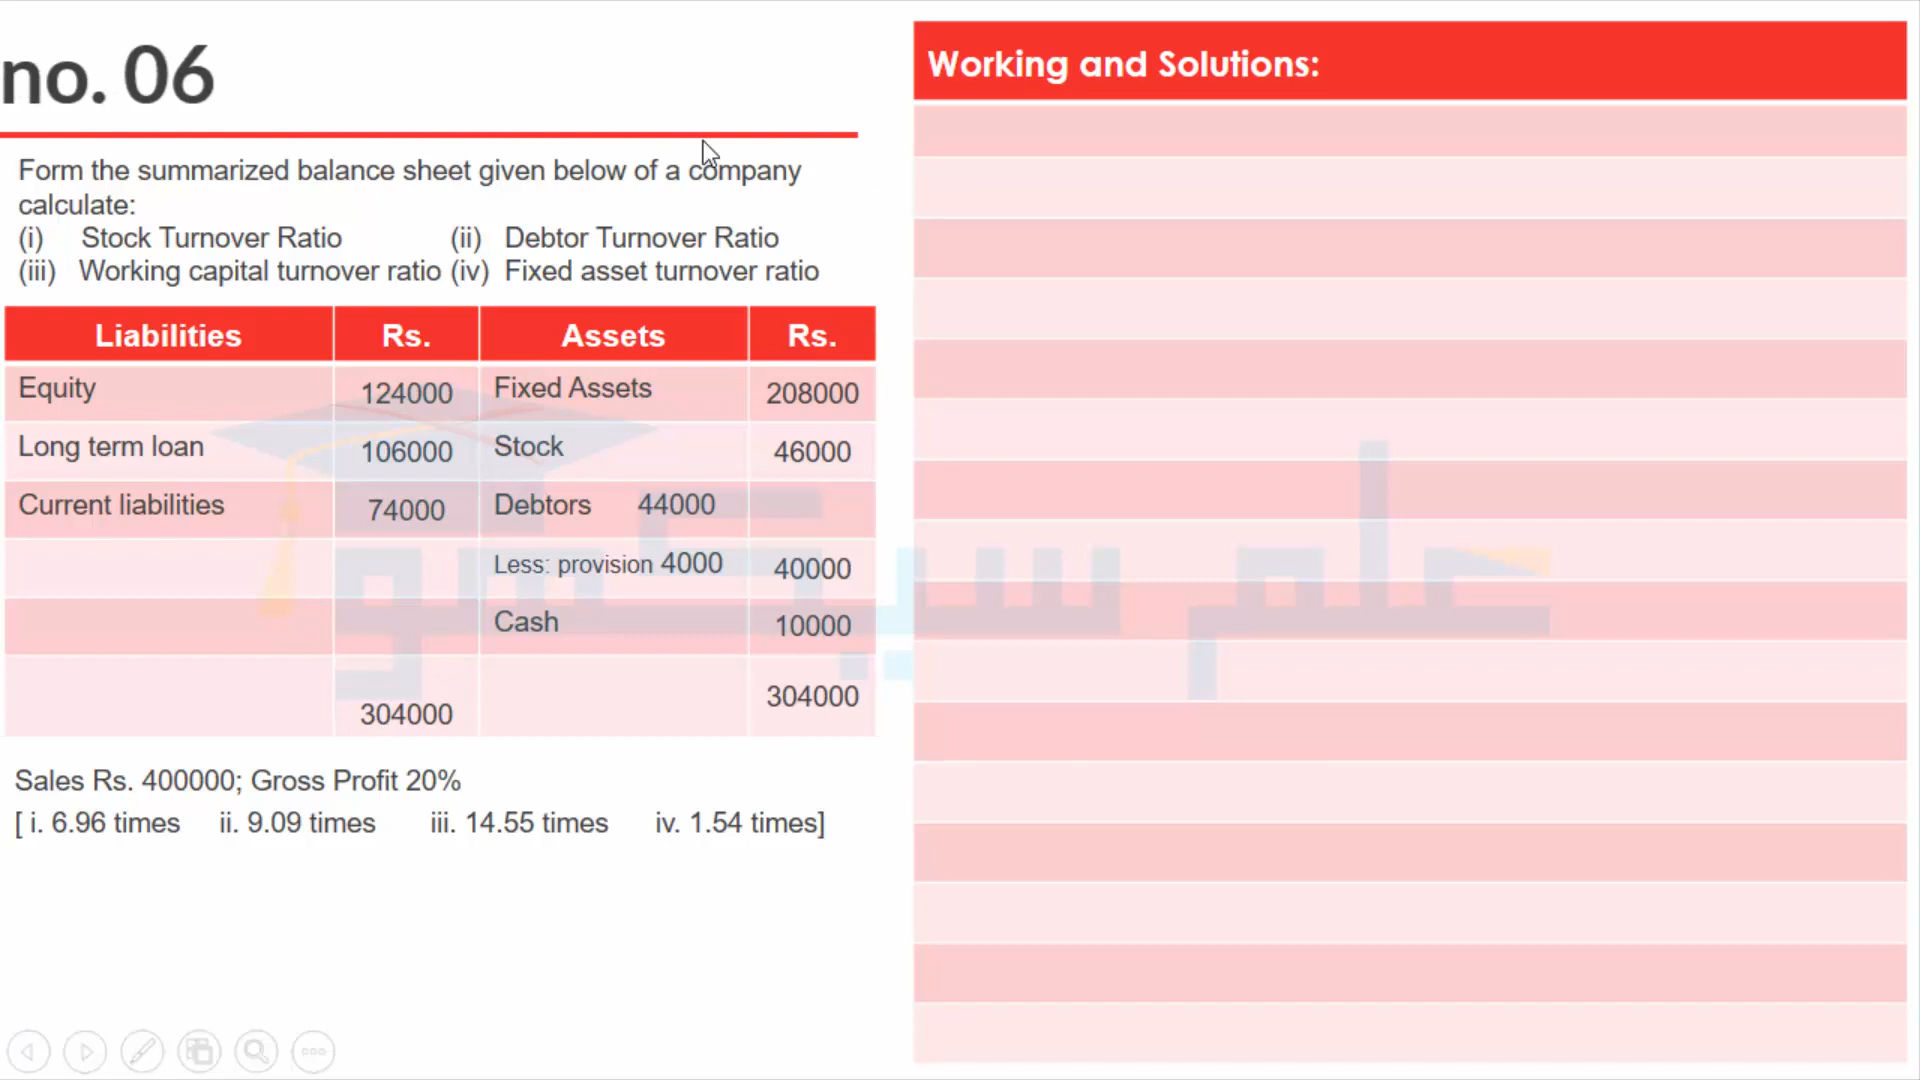 no. 06
Form the summarized balance sheet given below of a company
calculate:
(i) Stock Turnover Ratio (ii) Debtor Turnover Ratio
(iii) Working capital turnover ratio (iv) Fixed asset turnover ratio
Liabilities Rs. Assets Rs.
Equity 124000 Fixed Assets 208000
Long term loan 106000 Stock 46000
Current liabilities 74000 Debtors 44000
Less: provision 4000 40000
Cash 10000
304000 304000
Sales Rs. 400000; Gross Profit 20%
[ i. 6.96 times ii. 9.09 times iii. 14.55 times iv. 1.54 times]
Working and Solutions: